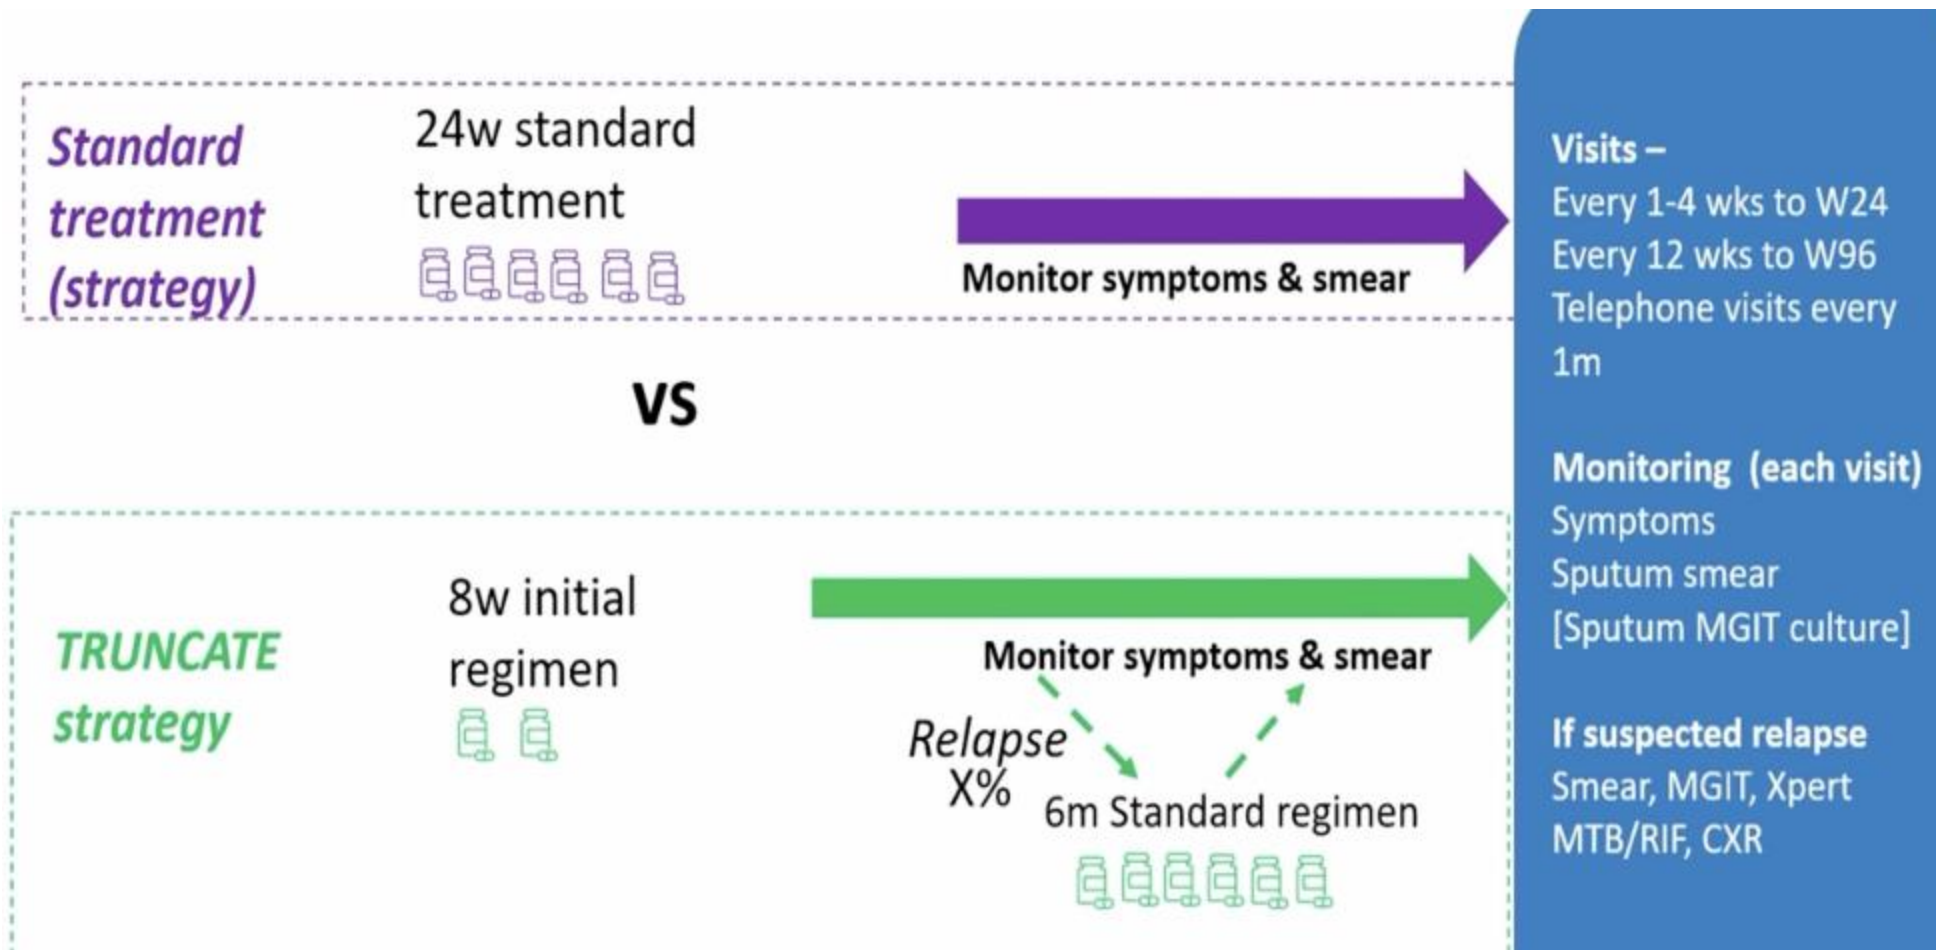 Standard
treatment
(strategy)
24w standard
treatment
Monitor symptoms & smear
VS
TRUNCATE
strategy
8w initial
regimen
Monitor symptoms & smear
Relapse
X%
6m Standard regimen
Visits –
Every 1-4 wks to W24
Every 12 wks to W96
Telephone visits every
1m
Monitoring (each visit)
Symptoms
Sputum smear
[Sputum MGIT culture]
If suspected relapse
Smear, MGIT, Xpert
MTB/RIF, CXR